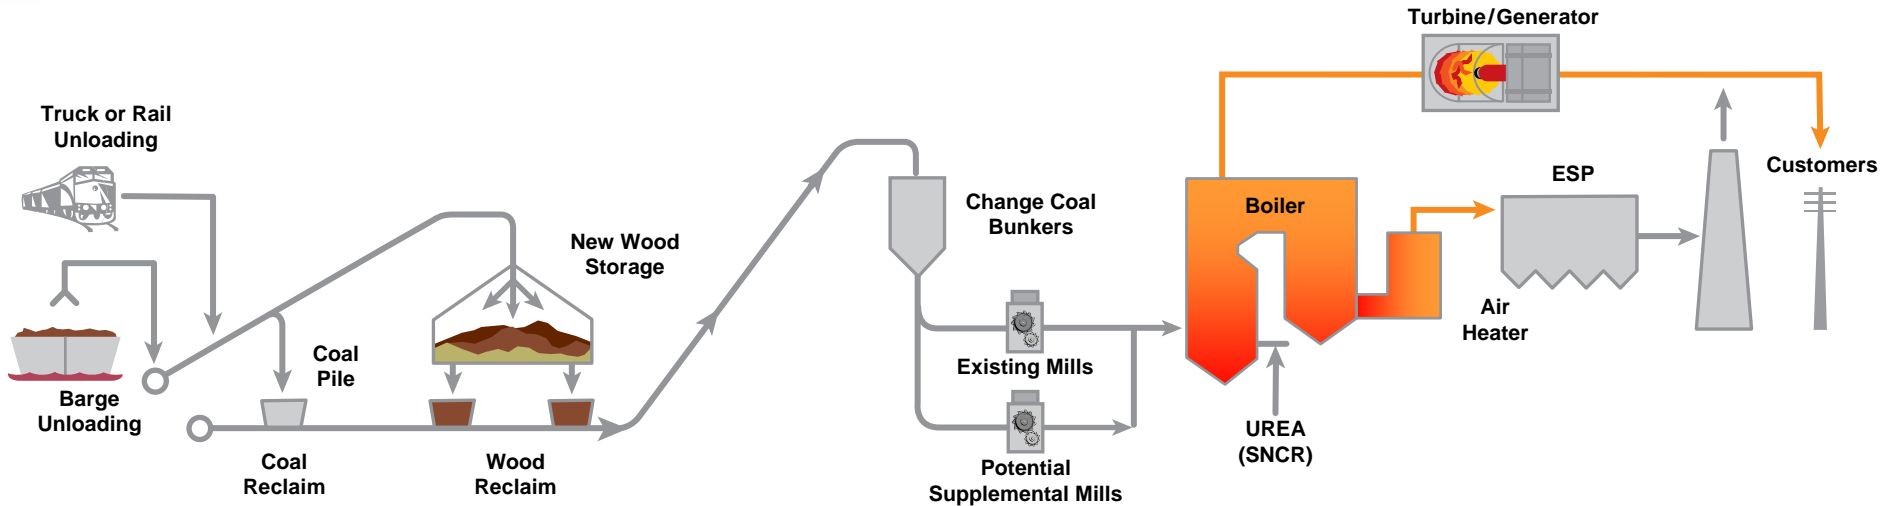 Turbine/Generator
Truck or Rail
Unloading
Customers
ESP
Change Coal
Bunkers
Boiler
New Wood
Storage
Air
Heater
Coal
Pile
Existing Mills
Barge
Unloading
UREA
(SNCR)
Coal
Reclaim
Wood
Reclaim
Potential
Supplemental Mills